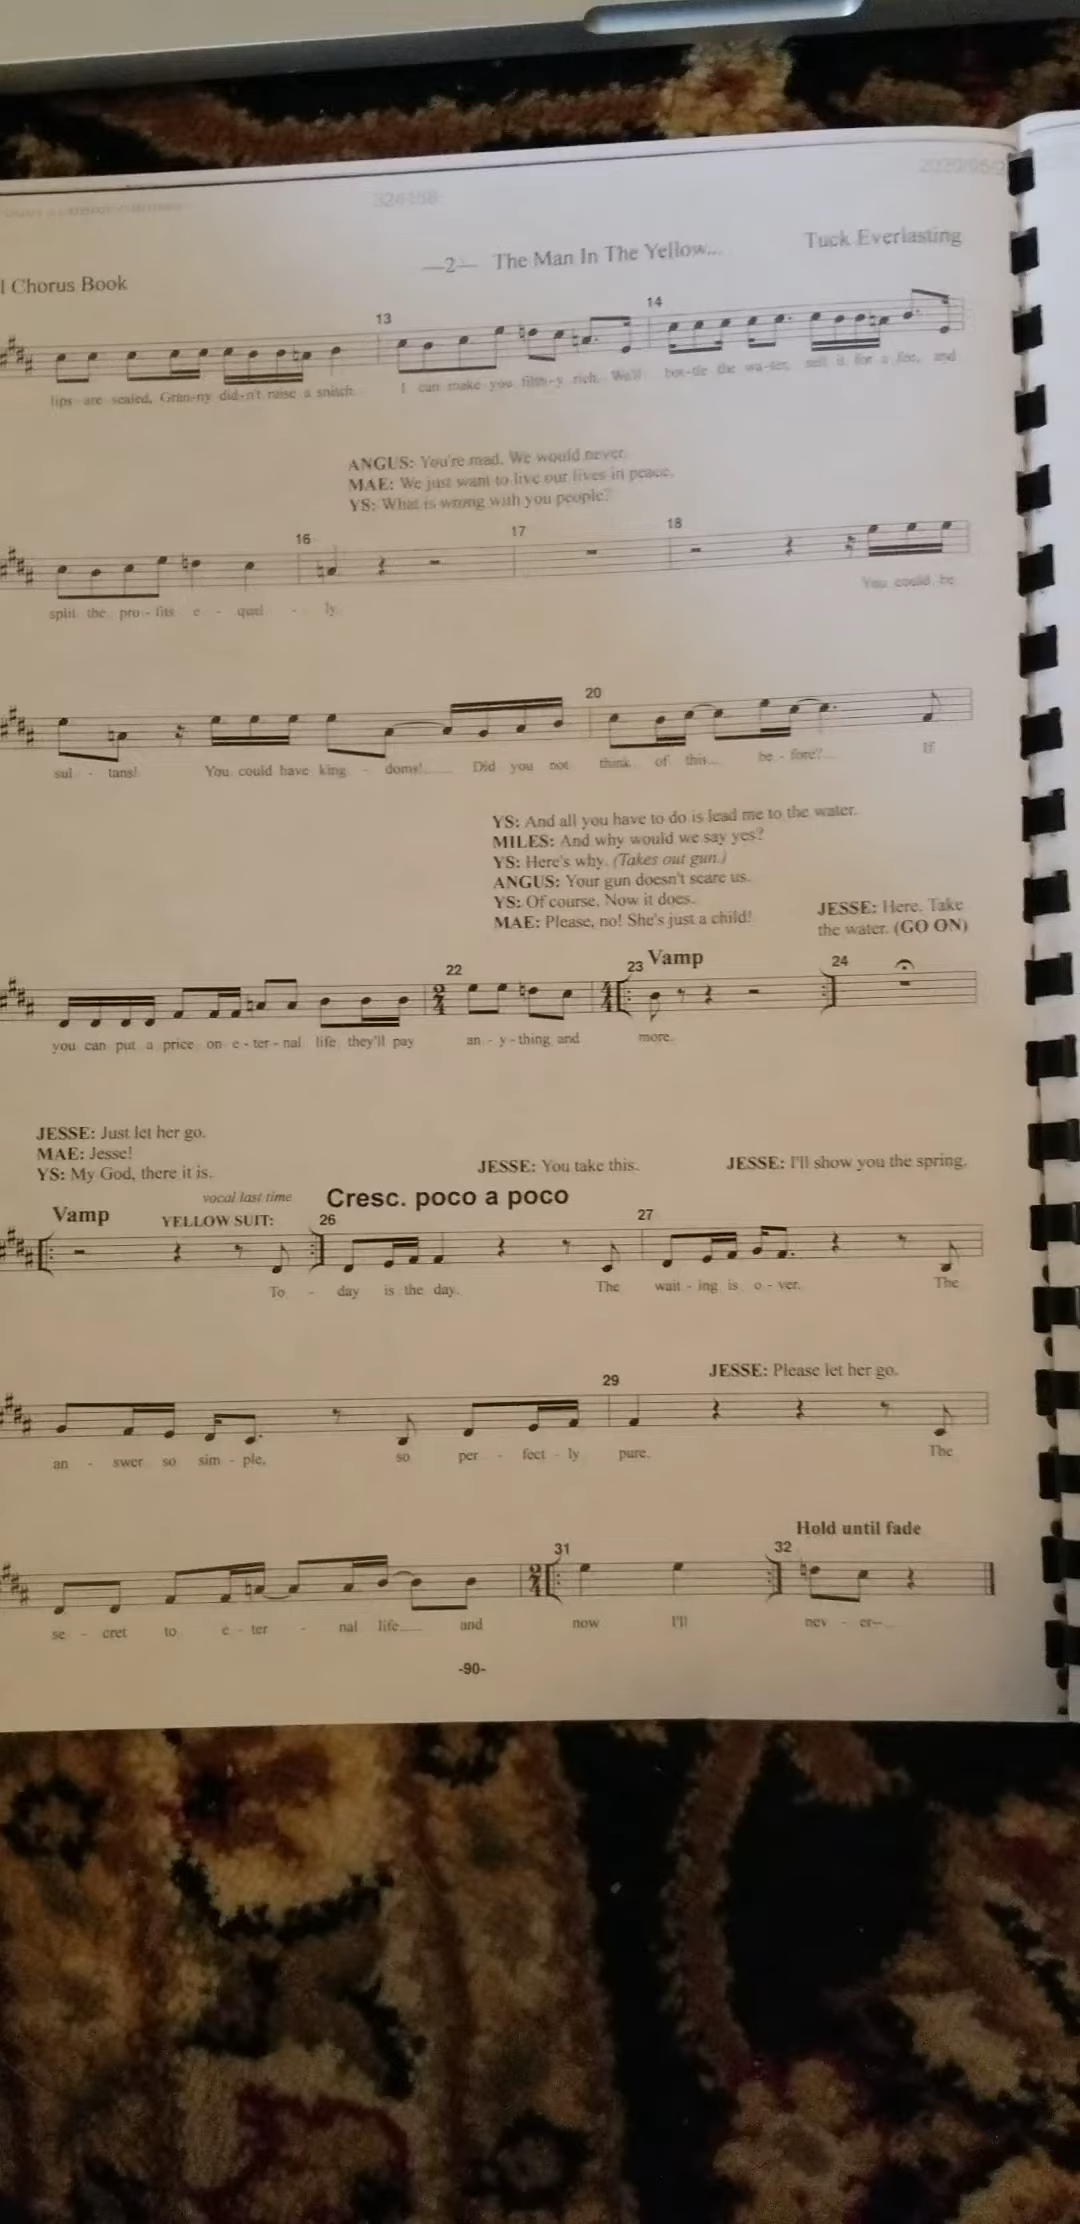 324168
l Chorus Book
—2— The Man In The Yellow...
Tuck Everlasting
13
14
lips are sealed, Gran-ny did-n't raise a snitch. I can make you filth-y rich. We'll bot-tle the wa-ter, sell it for a fee, and
ANGUS: You're mad. We would never.
MAE: We just want to live our lives in peace.
YS: What is wrong with you people?
16
17
18
split the pro-fits e - qual - ly.
You could be
20
sul - tans! You could have king - doms! Did you not think of this... be - fore? If
YS: And all you have to do is lead me to the water.
MILES: And why would we say yes?
YS: Here's why. (Takes out gun.)
ANGUS: Your gun doesn't scare us.
YS: Of course. Now it does.
MAE: Please, no! She's just a child!
JESSE: Here. Take
the water. (GO ON)
22
23 Vamp
24
2 4
4 4
you can put a price on e-ter-nal life they'll pay an-y-thing and more.
JESSE: Just let her go.
MAE: Jesse!
YS: My God, there it is.
JESSE: You take this.
JESSE: I'll show you the spring.
vocal last time
Cresc. poco a poco
Vamp
YELLOW SUIT:
26
27
To - day is the day. The wait-ing is o-ver. The
JESSE: Please let her go.
29
an - swer so sim - ple, so per - fect - ly pure. The
Hold until fade
31
32
2 4
se - cret to e - ter - nal life... and now I'll nev - er--
-90-